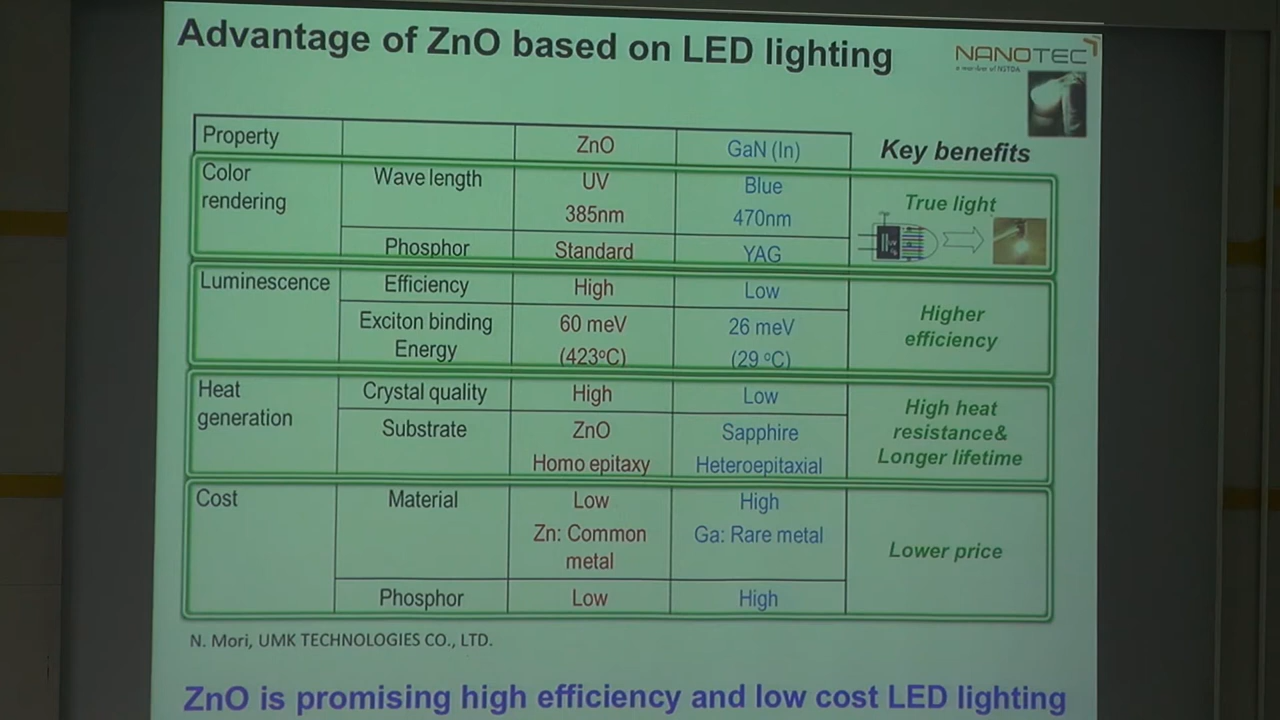 Advantage of ZnO based on LED lighting
NANOTEC
a member of NSTDA
Property ZnO GaN (In) Key benefits
Color rendering Wave length UV 385nm Blue 470nm True light
Phosphor Standard YAG
Luminescence Efficiency High Low Higher efficiency
Exciton binding Energy 60 meV (423°C) 26 meV (29 °C)
Heat generation Crystal quality High Low High heat resistance& Longer lifetime
Substrate ZnO Homo epitaxy Sapphire Heteroepitaxial
Cost Material Low Zn: Common metal High Ga: Rare metal Lower price
Phosphor Low High
N. Mori, UMK TECHNOLOGIES CO., LTD.
ZnO is promising high efficiency and low cost LED lighting